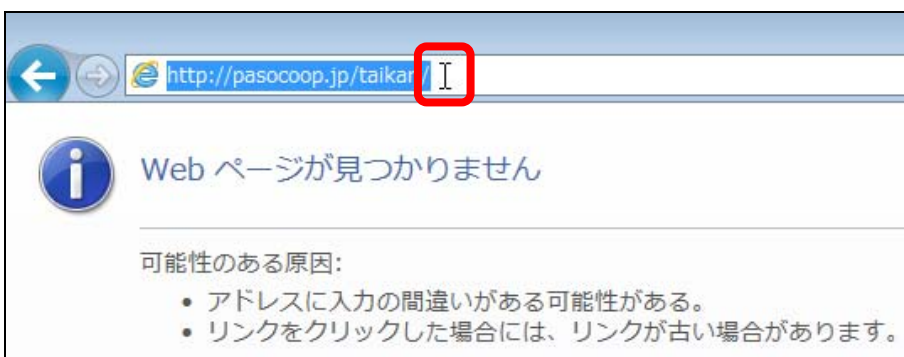 http://pasocoop.jp/taikan/
Web ページが見つかりません
可能性のある原因:
• アドレスに入力の間違いがある可能性がある。
• リンクをクリックした場合には、リンクが古い場合があります。